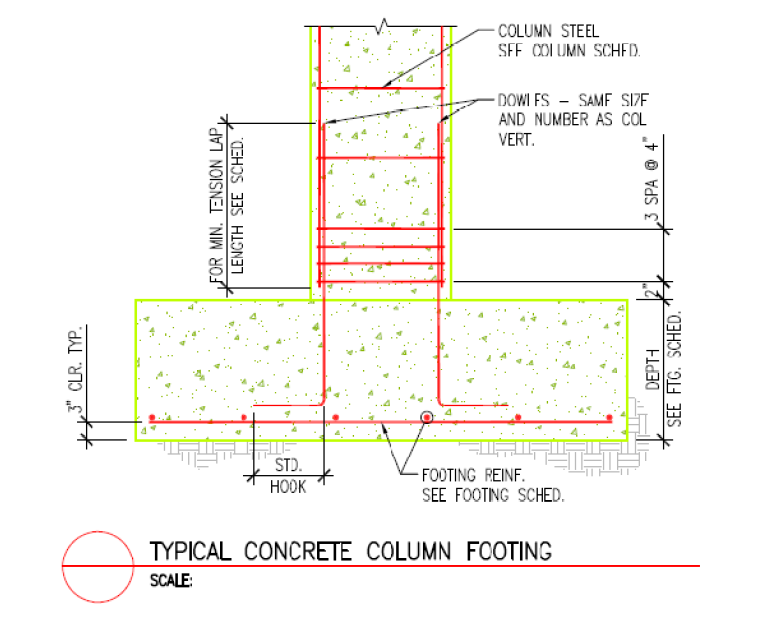 COLUMN STEEL
SEE COLUMN SCHED.
DOWLES – SAME SIZE
AND NUMBER AS COL
VERT.
FOR MIN. TENSION LAP
LENGTH SEE SCHED.
3 SPA @ 4"
2"
DEPTH
SEE FTG. SCHED.
3" CLR. TYP.
STD.
HOOK
FOOTING REINF.
SEE FOOTING SCHED.
TYPICAL CONCRETE COLUMN FOOTING
SCALE: